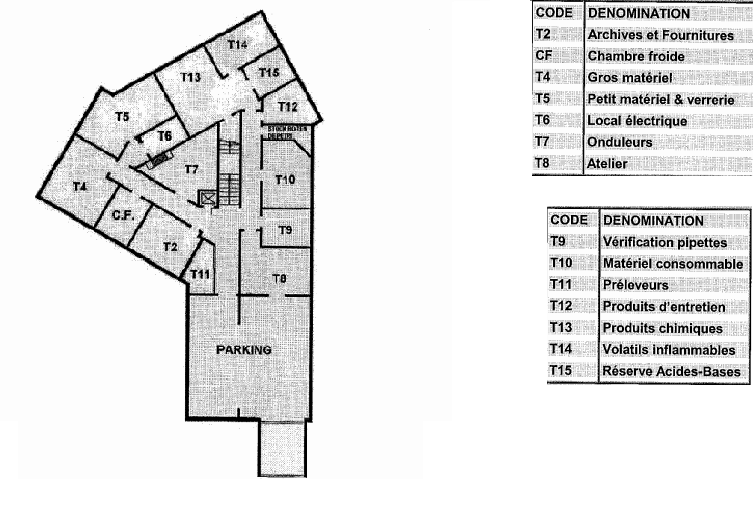 T14
T13
T15
T5
T12
T6
T7
T10
T4
C.F.
T9
T2
T11
T8
PARKING
CODE DENOMINATION
T2 Archives et Fournitures
CF Chambre froide
T4 Gros matériel
T5 Petit matériel & verrerie
T6 Local électrique
T7 Onduleurs
T8 Atelier
CODE DENOMINATION
T9 Vérification pipettes
T10 Matériel consommable
T11 Préleveurs
T12 Produits d'entretien
T13 Produits chimiques
T14 Volatils inflammables
T15 Réserve Acides-Bases